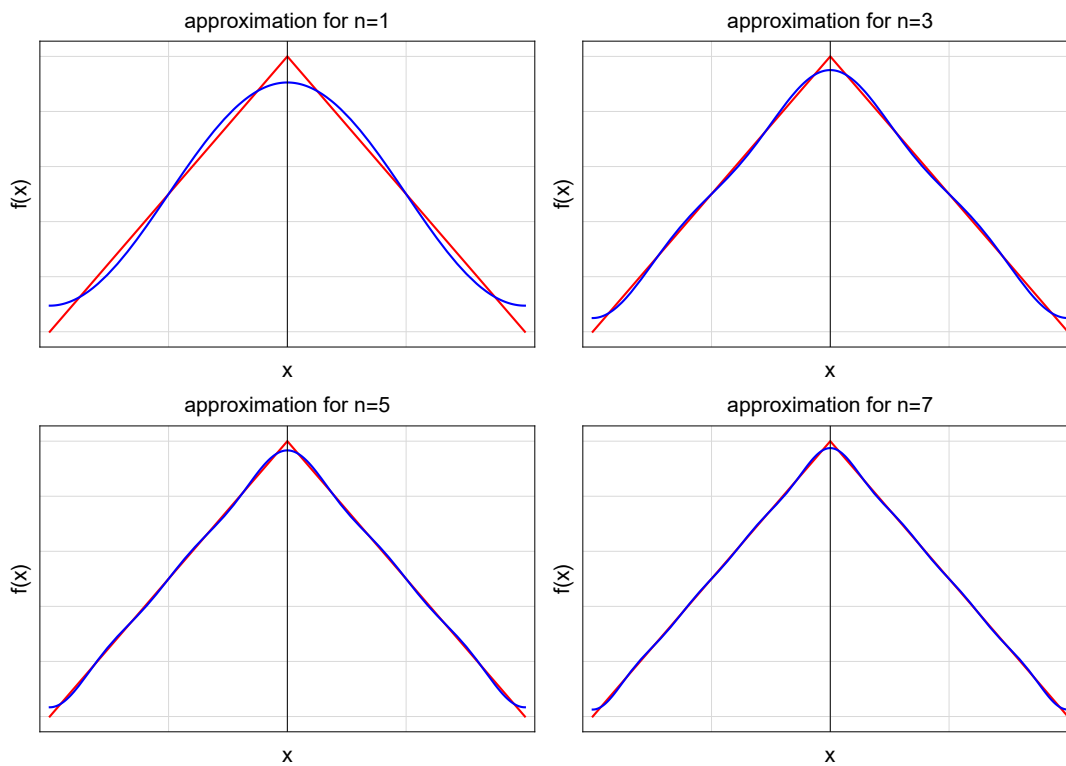 approximation for n=1
f(x)
x
approximation for n=3
f(x)
x
approximation for n=5
f(x)
x
approximation for n=7
f(x)
x